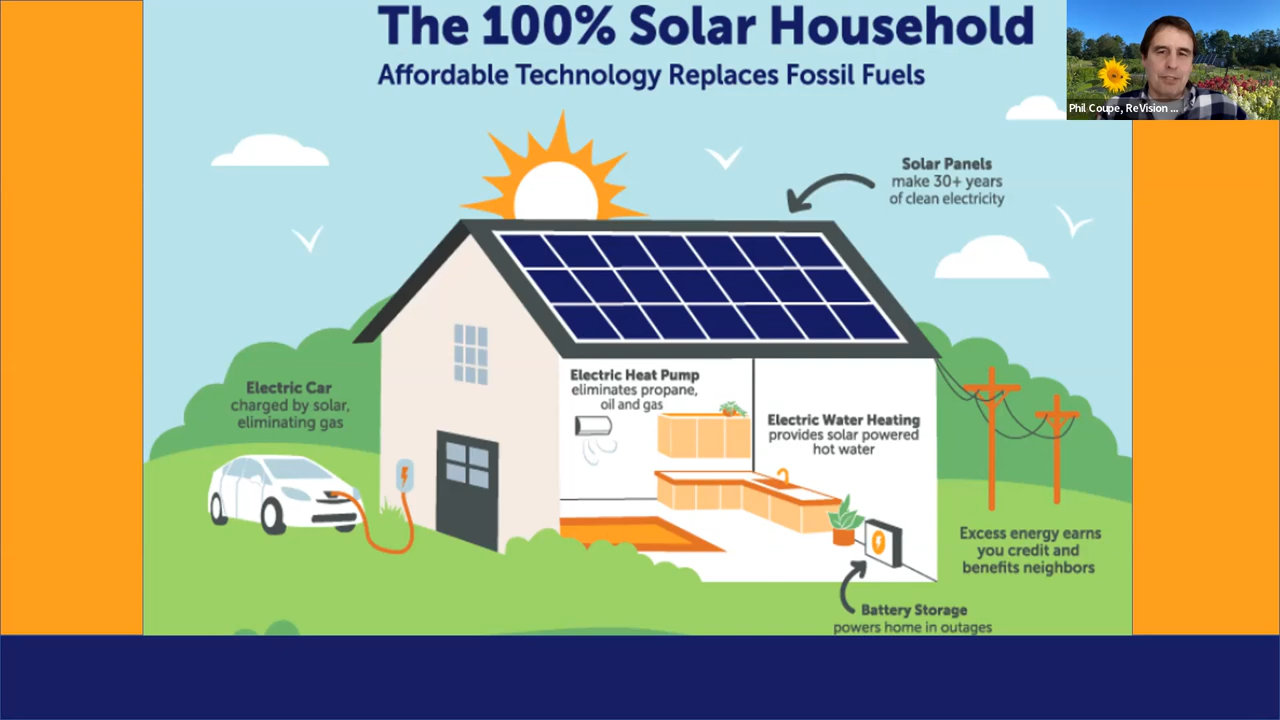 The 100% Solar Household
Affordable Technology Replaces Fossil Fuels
Phil Coupe, ReVision ...
Solar Panels
make 30+ years
of clean electricity
Electric Car
charged by solar,
eliminating gas
Electric Heat Pump
eliminates propane,
oil and gas
Electric Water Heating
provides solar powered
hot water
Excess energy earns
you credit and
benefits neighbors
Battery Storage
powers home in outages